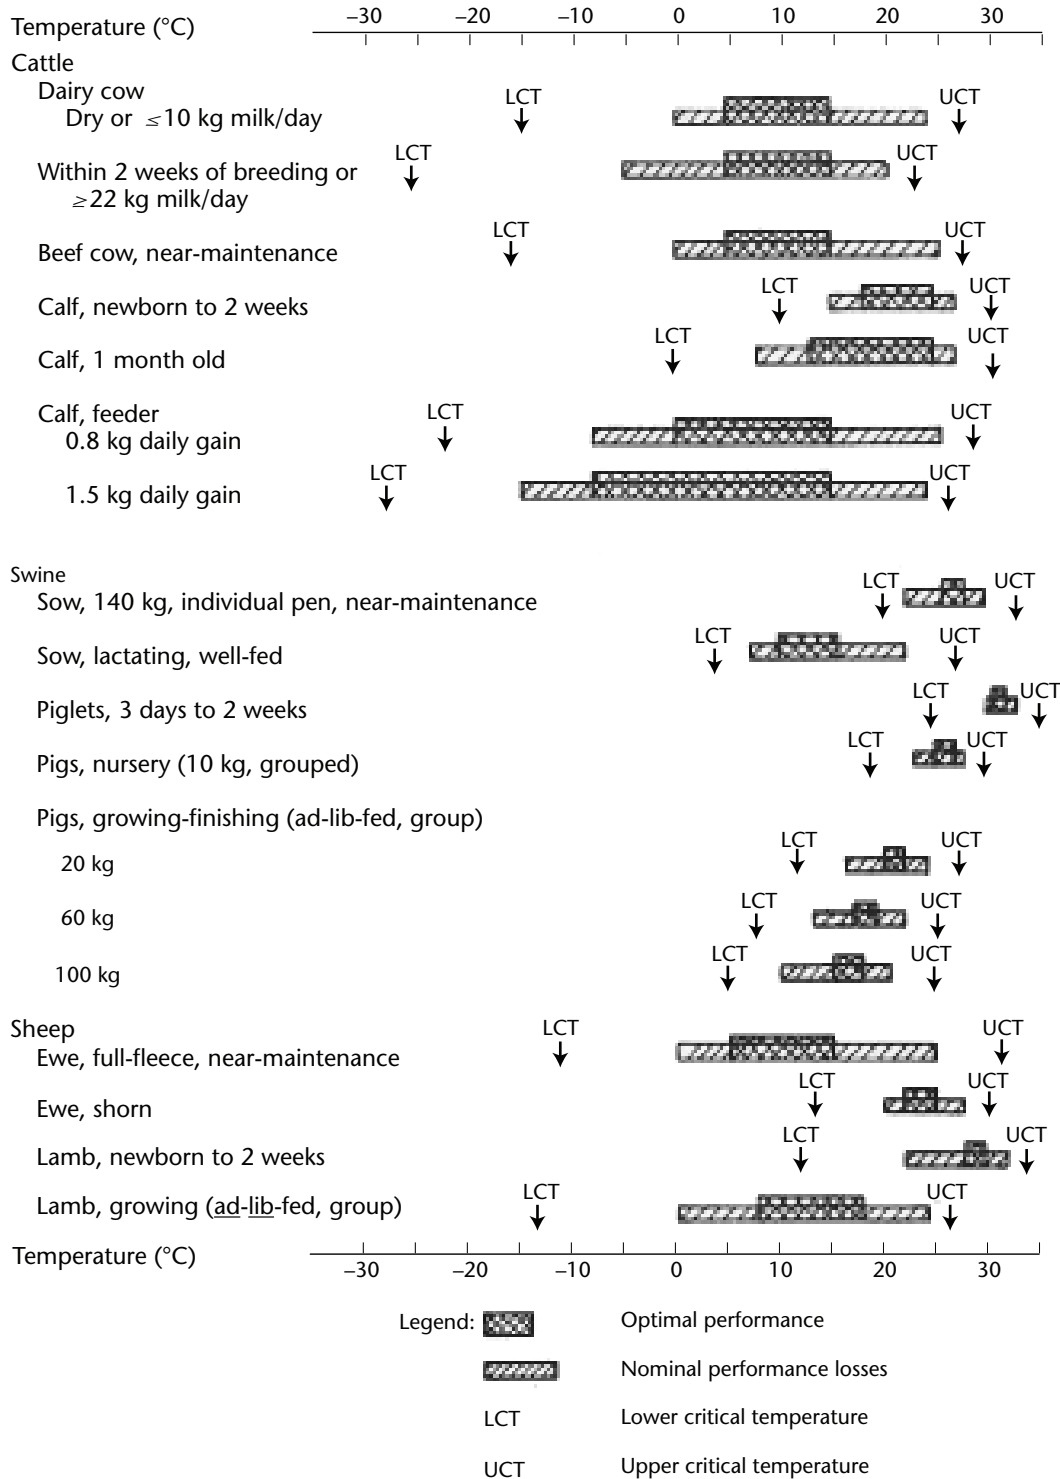 Temperature (°C) –30 –20 –10 0 10 20 30
Cattle
Dairy cow
Dry or ≤10 kg milk/day LCT UCT
Within 2 weeks of breeding or LCT UCT
≥22 kg milk/day
Beef cow, near-maintenance LCT UCT
Calf, newborn to 2 weeks LCT UCT
Calf, 1 month old LCT UCT
Calf, feeder LCT UCT
0.8 kg daily gain
1.5 kg daily gain LCT UCT
Swine
Sow, 140 kg, individual pen, near-maintenance LCT UCT
Sow, lactating, well-fed LCT UCT
Piglets, 3 days to 2 weeks LCT UCT
Pigs, nursery (10 kg, grouped) LCT UCT
Pigs, growing-finishing (ad-lib-fed, group)
20 kg LCT UCT
60 kg LCT UCT
100 kg LCT UCT
Sheep LCT UCT
Ewe, full-fleece, near-maintenance
Ewe, shorn LCT UCT
Lamb, newborn to 2 weeks LCT UCT
Lamb, growing (ad-lib-fed, group) LCT UCT
Temperature (°C) –30 –20 –10 0 10 20 30
Legend: Optimal performance
Nominal performance losses
LCT Lower critical temperature
UCT Upper critical temperature